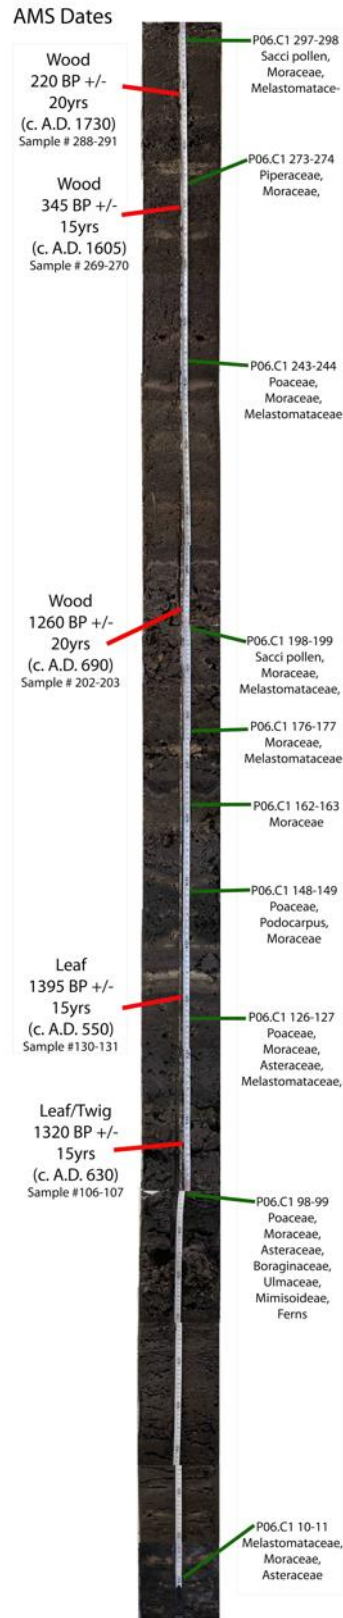 AMS Dates
Wood
220 BP +/-
20yrs
(c. A.D. 1730)
Sample # 288-291
Wood
345 BP +/-
15yrs
(c. A.D. 1605)
Sample # 269-270
Wood
1260 BP +/-
20yrs
(c. A.D. 690)
Sample # 202-203
Leaf
1395 BP +/-
15yrs
(c. A.D. 550)
Sample #130-131
Leaf/Twig
1320 BP +/-
15yrs
(c. A.D. 630)
Sample #106-107
P06.C1 297-298
Sacci pollen,
Moraceae,
Melastomatace-
P06.C1 273-274
Piperaceae,
Moraceae,
P06.C1 243-244
Poaceae,
Moraceae,
Melastomataceae
P06.C1 198-199
Sacci pollen,
Moraceae,
Melastomataceae,
P06.C1 176-177
Moraceae,
Melastomataceae
P06.C1 162-163
Moraceae
P06.C1 148-149
Poaceae,
Podocarpus,
Moraceae
P06.C1 126-127
Poaceae,
Moraceae,
Asteraceae,
Melastomataceae,
P06.C1 98-99
Poaceae,
Moraceae,
Asteraceae,
Boraginaceae,
Ulmaceae,
Mimisoideae,
Ferns
P06.C1 10-11
Melastomataceae,
Moraceae,
Asteraceae